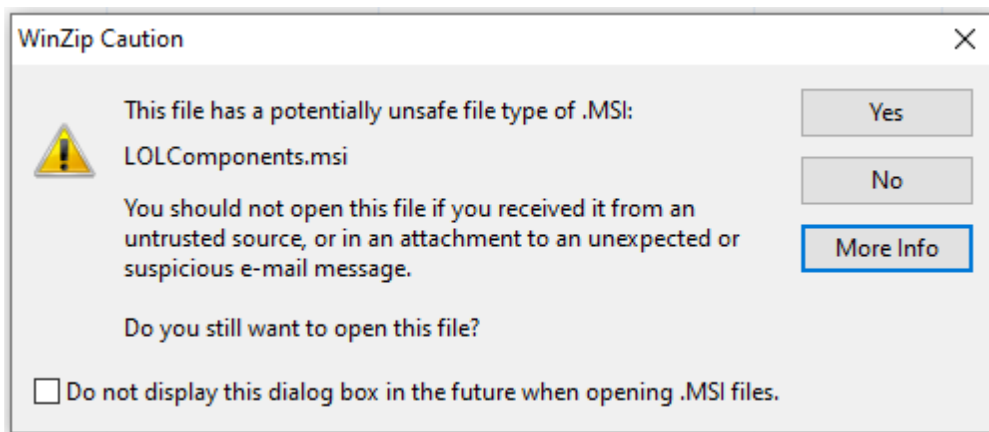 WinZip Caution
This file has a potentially unsafe file type of .MSI:
LOLComponents.msi
You should not open this file if you received it from an
untrusted source, or in an attachment to an unexpected or
suspicious e-mail message.
Do you still want to open this file?
Yes
No
More Info
Do not display this dialog box in the future when opening .MSI files.